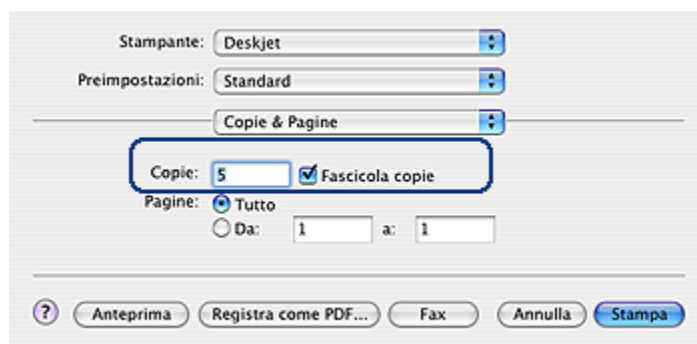 Stampante: Deskjet
Preimpostazioni: Standard
Copie & Pagine
Copie: 5 Fascicola copie
Pagine: Tutto
Da: 1 a: 1
? Anteprima Registra come PDF... Fax Annulla Stampa